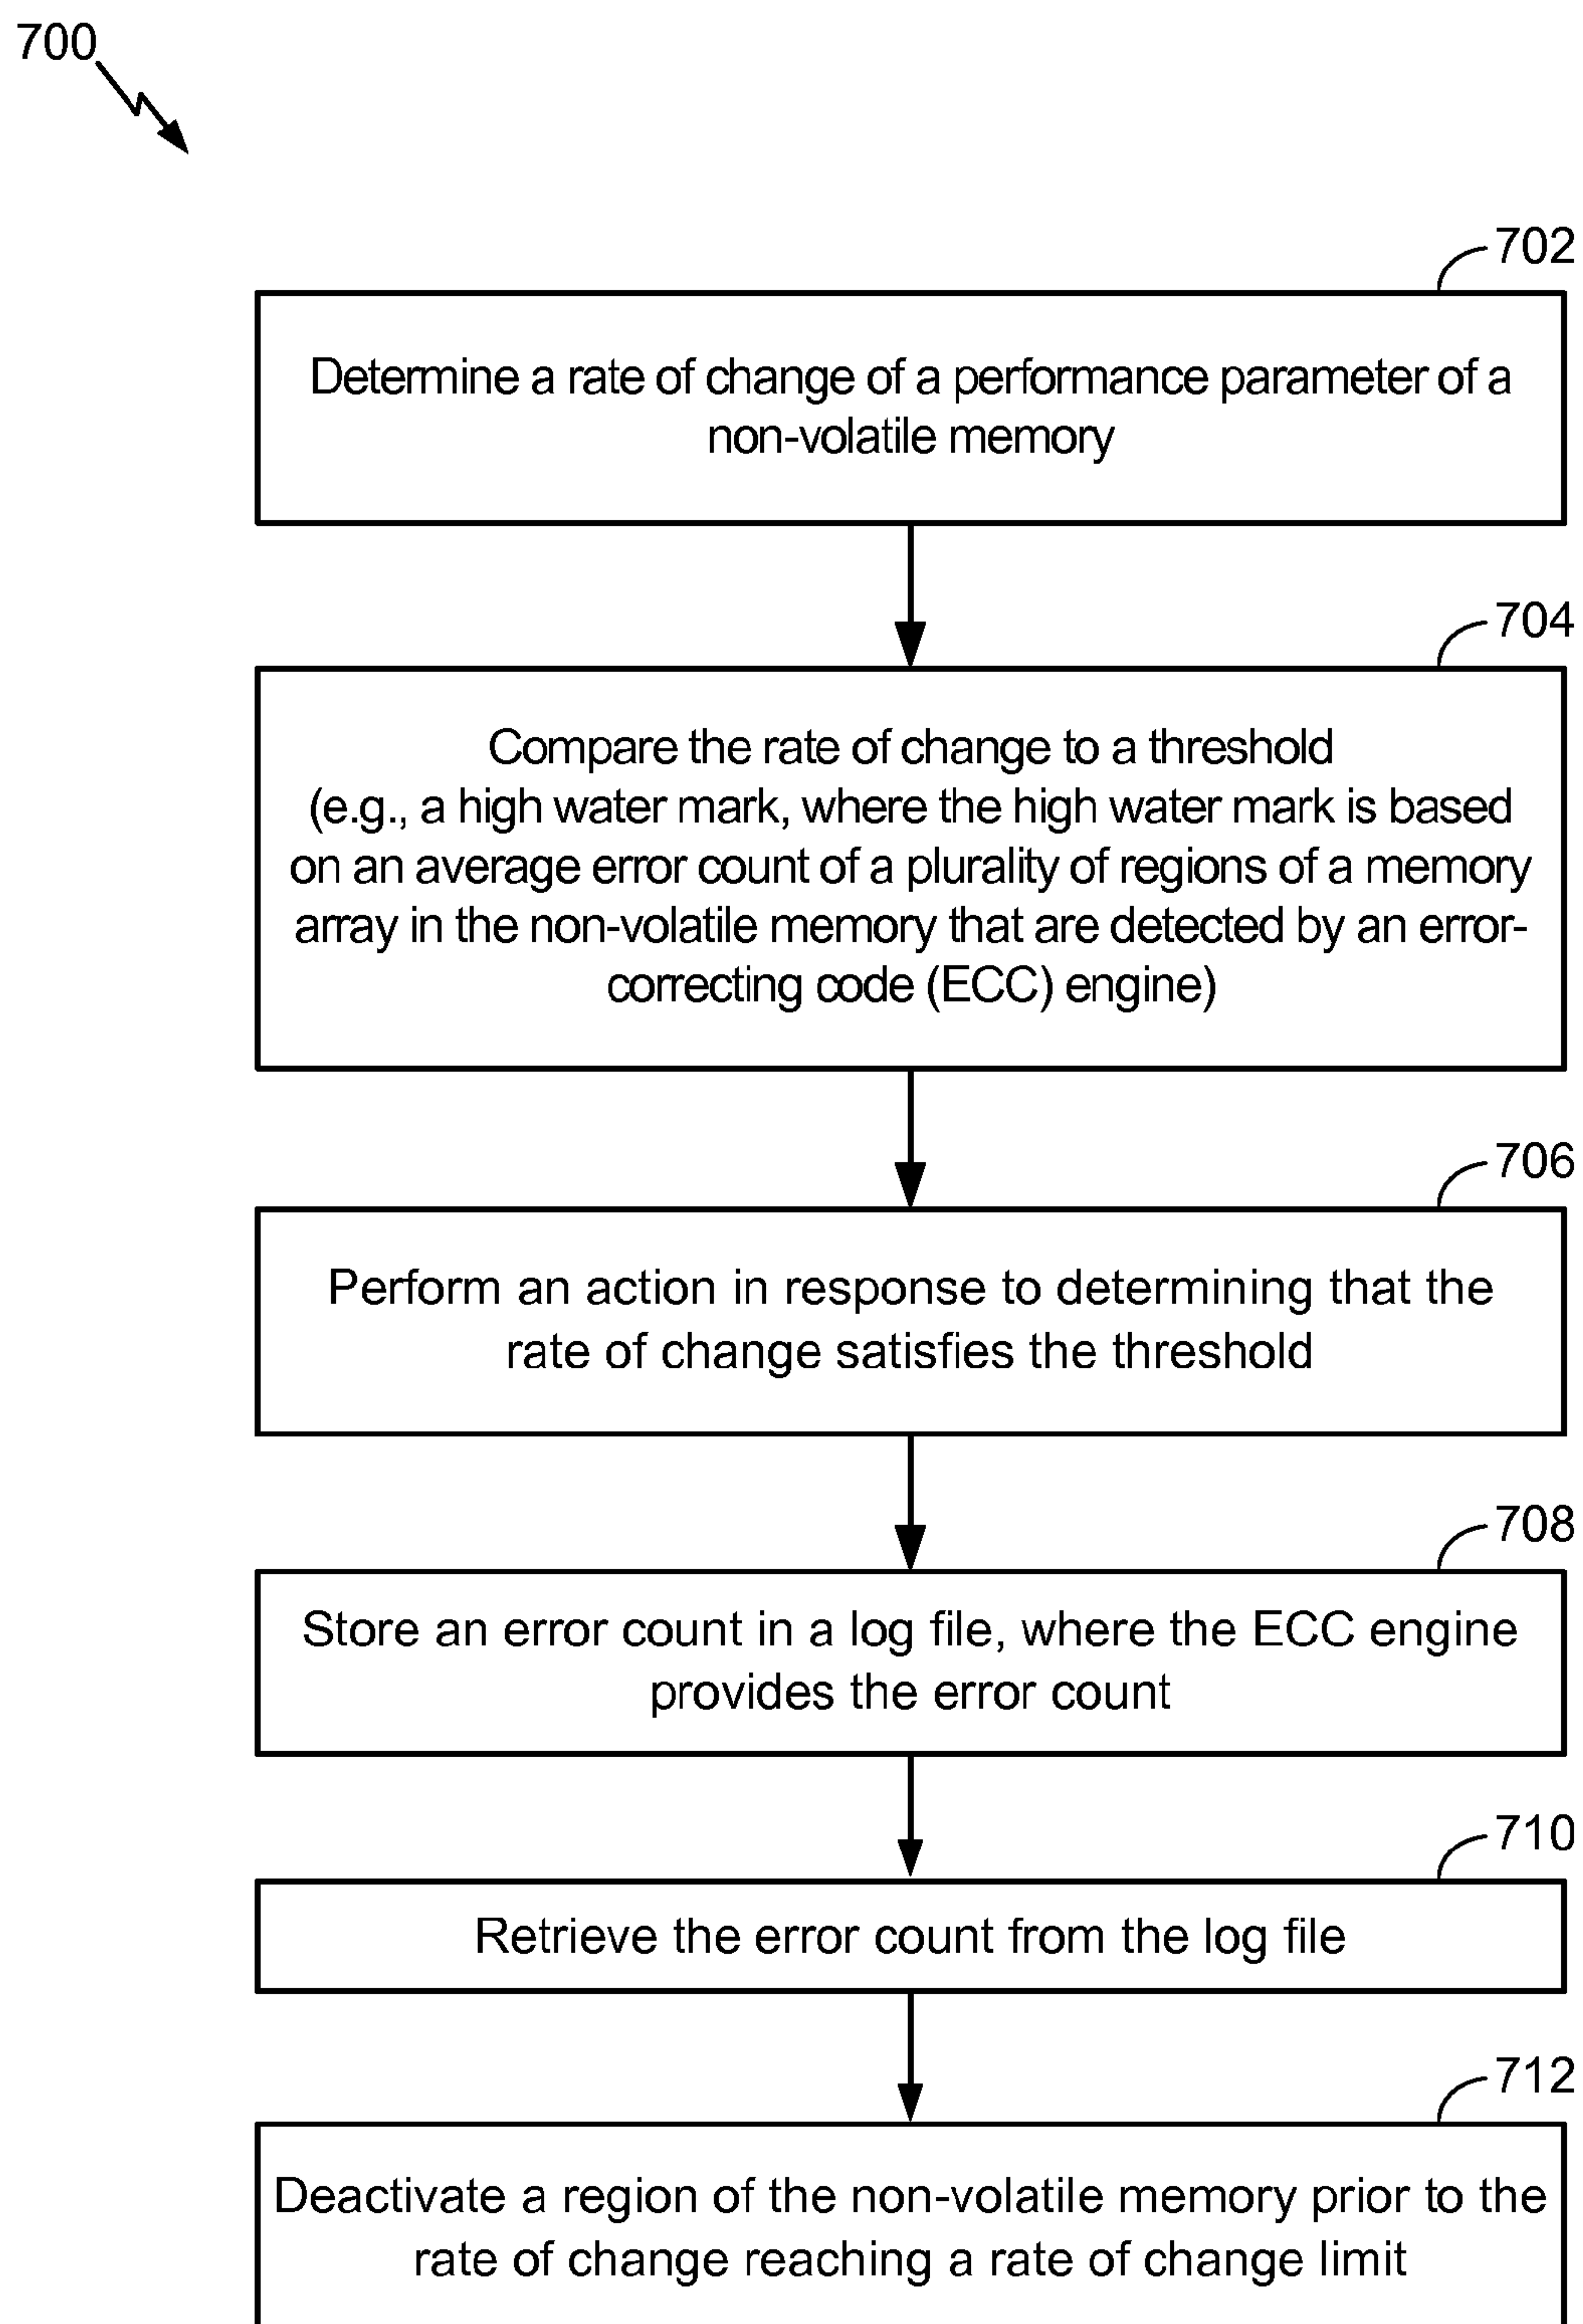 700
702
Determine a rate of change of a performance parameter of a
non-volatile memory
704
Compare the rate of change to a threshold
(e.g., a high water mark, where the high water mark is based
on an average error count of a plurality of regions of a memory
array in the non-volatile memory that are detected by an error-
correcting code (ECC) engine)
706
Perform an action in response to determining that the
rate of change satisfies the threshold
708
Store an error count in a log file, where the ECC engine
provides the error count
710
Retrieve the error count from the log file
712
Deactivate a region of the non-volatile memory prior to the
rate of change reaching a rate of change limit